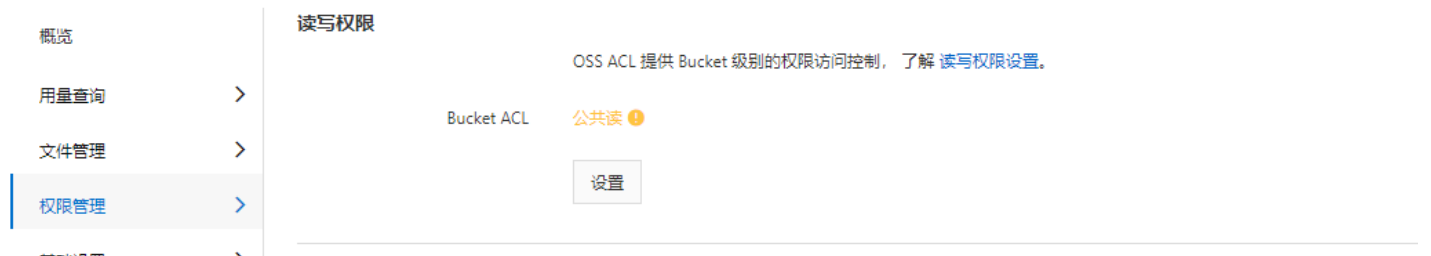 概览
用量查询
文件管理
权限管理
读写权限
OSS ACL 提供 Bucket 级别的权限访问控制， 了解 读写权限设置。
Bucket ACL 公共读
设置